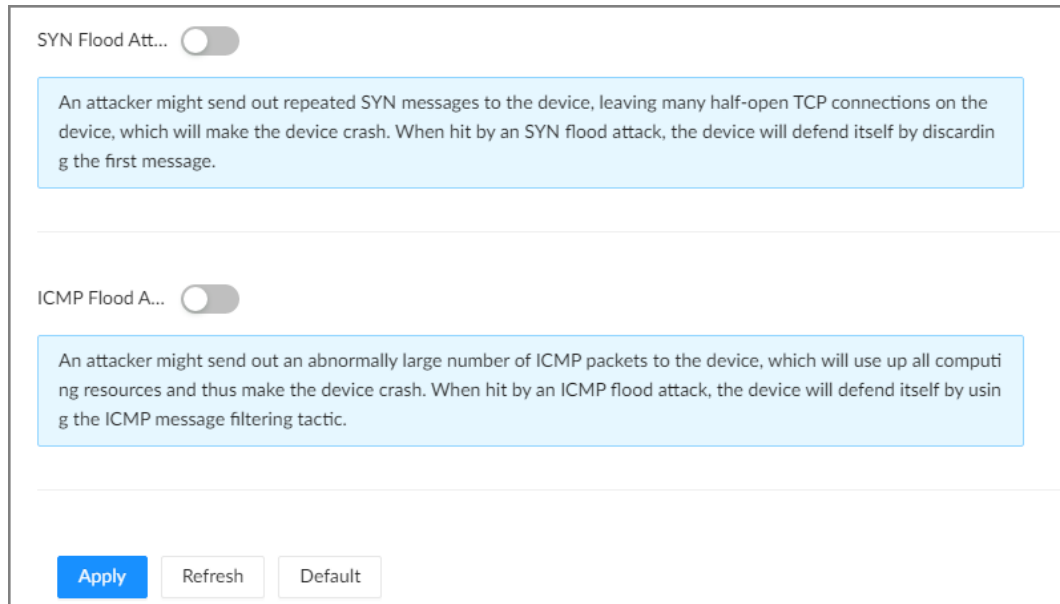 SYN Flood Att...
An attacker might send out repeated SYN messages to the device, leaving many half-open TCP connections on the
device, which will make the device crash. When hit by an SYN flood attack, the device will defend itself by discardin
g the first message.
ICMP Flood A...
An attacker might send out an abnormally large number of ICMP packets to the device, which will use up all computi
ng resources and thus make the device crash. When hit by an ICMP flood attack, the device will defend itself by usin
g the ICMP message filtering tactic.
Apply Refresh Default